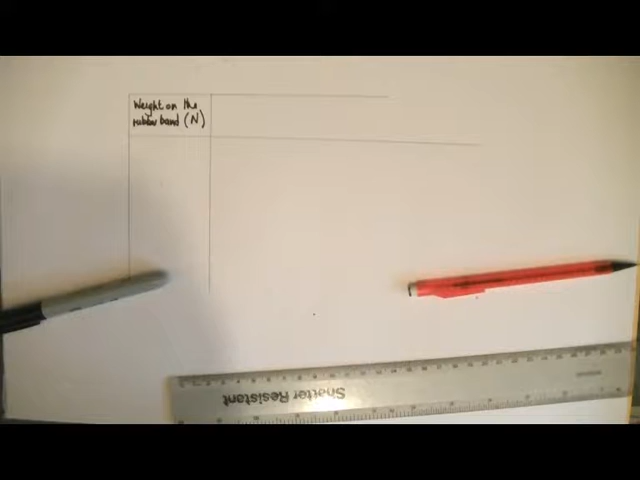 Weight on the
rubber band (N)
Shatter Resistant